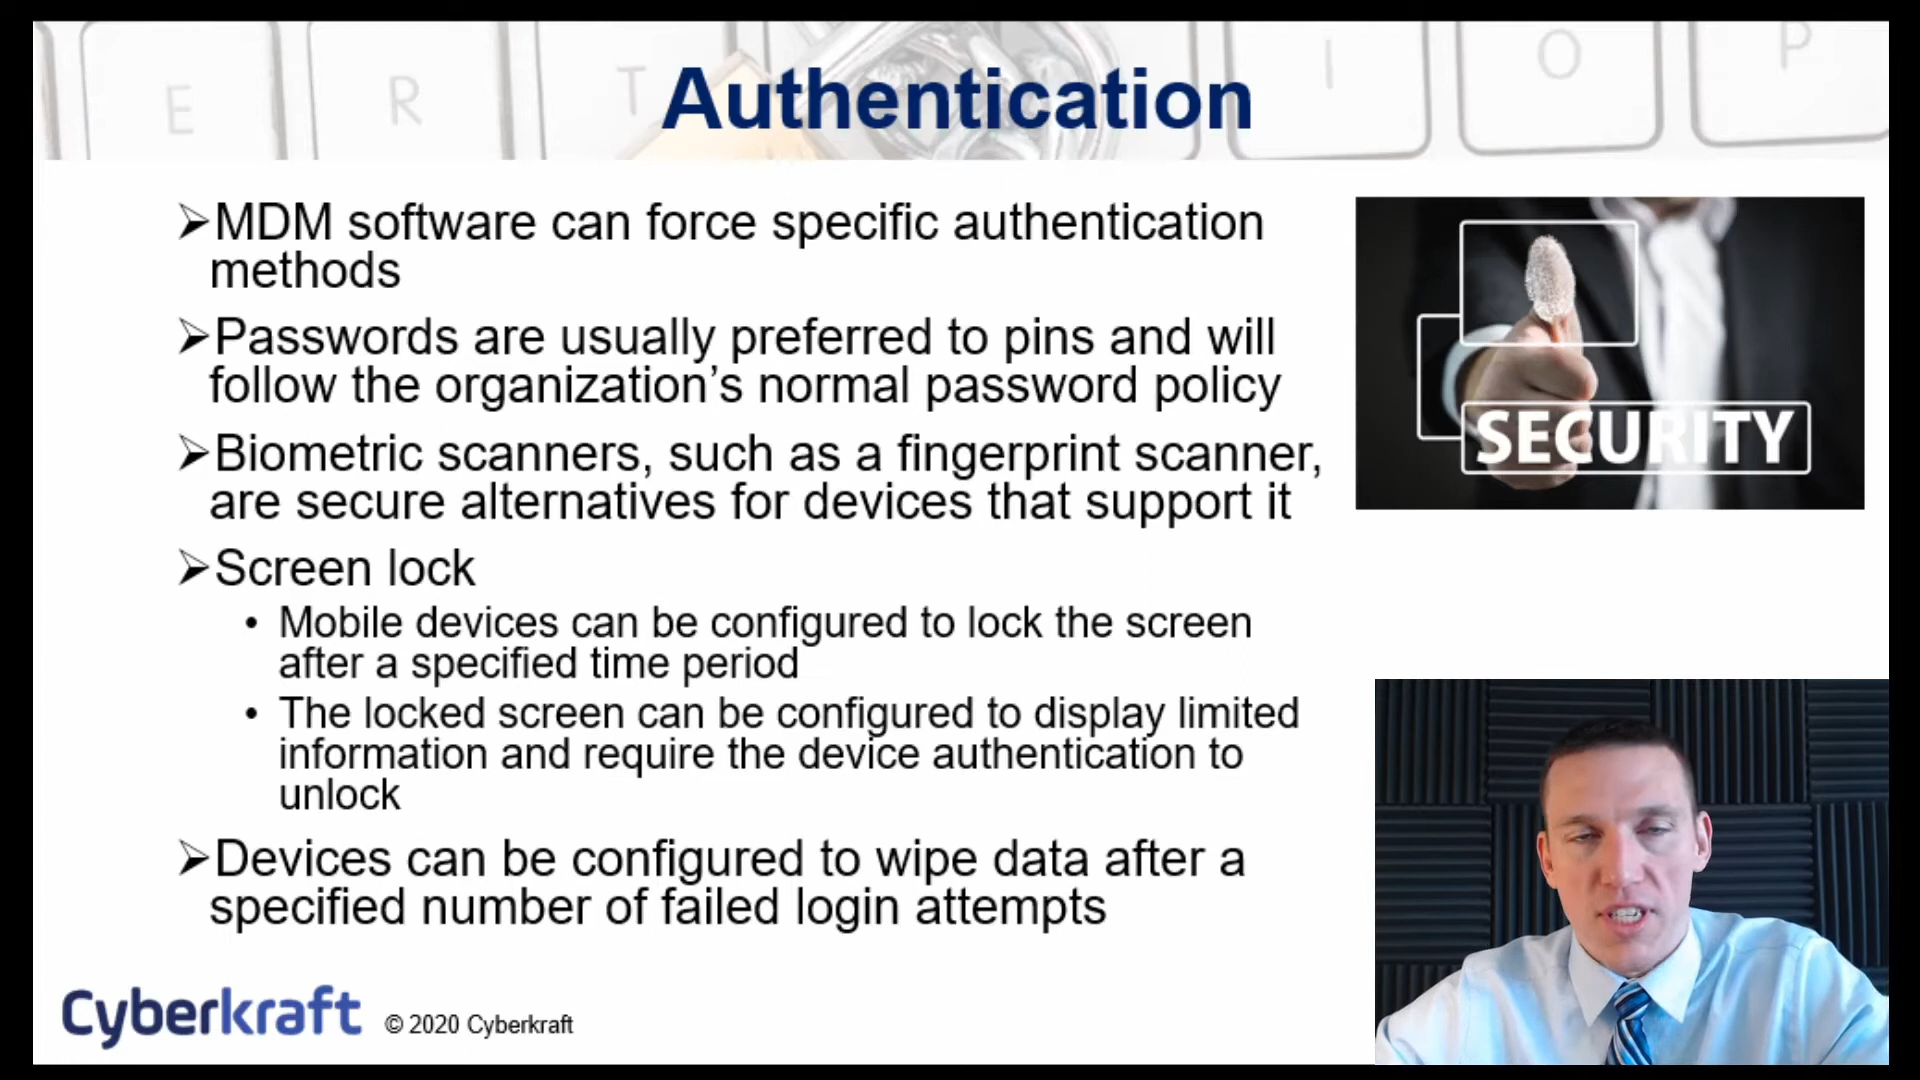 E R T I O P
Authentication
➢MDM software can force specific authentication
methods
➢Passwords are usually preferred to pins and will
follow the organization’s normal password policy
➢Biometric scanners, such as a fingerprint scanner,
are secure alternatives for devices that support it
➢Screen lock
• Mobile devices can be configured to lock the screen
after a specified time period
• The locked screen can be configured to display limited
information and require the device authentication to
unlock
➢Devices can be configured to wipe data after a
specified number of failed login attempts
SECURITY
Cyberkraft © 2020 Cyberkraft